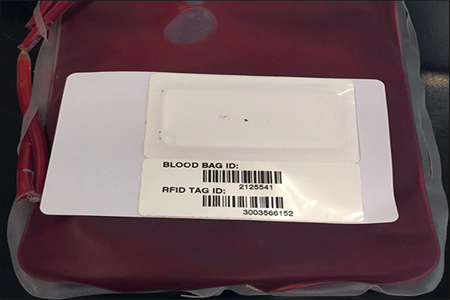 BLOOD BAG ID:
2125541
RFID TAG ID:
3003566152